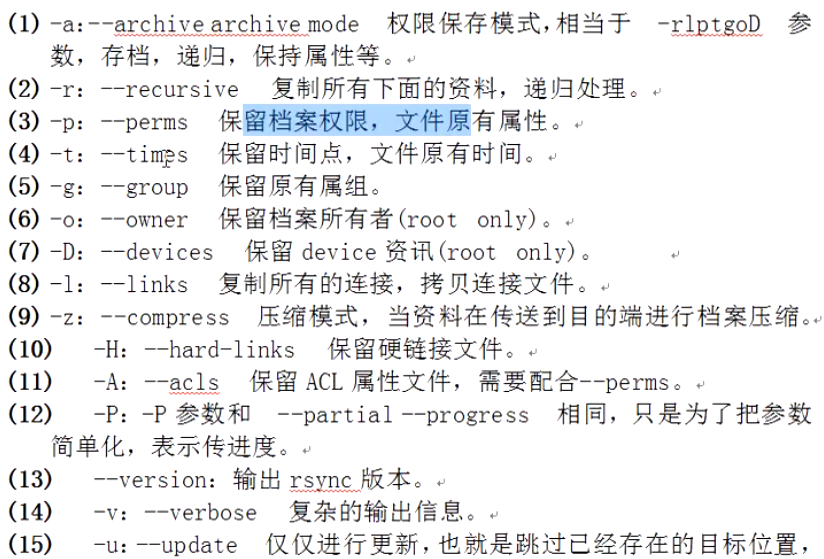 (1) -a:--archive archive mode 权限保存模式,相当于 -rlptgoD 参
数，存档，递归，保持属性等。
(2) -r: --recursive 复制所有下面的资料，递归处理。
(3) -p: --perms 保留档案权限，文件原有属性。
(4) -t: --times 保留时间点，文件原有时间。
(5) -g: --group 保留原有属组。
(6) -o: --owner 保留档案所有者(root only)。
(7) -D: --devices 保留 device 资讯(root only)。
(8) -l: --links 复制所有的连接，拷贝连接文件。
(9) -z: --compress 压缩模式，当资料在传送到目的端进行档案压缩。
(10) -H: --hard-links 保留硬链接文件。
(11) -A: --acls 保留 ACL 属性文件，需要配合--perms。
(12) -P: -P 参数和 --partial --progress 相同，只是为了把参数
简单化，表示传进度。
(13) --version: 输出 rsync 版本。
(14) -v: --verbose 复杂的输出信息。
(15) -u: --update 仅仅进行更新,也就是跳过已经存在的目标位置，